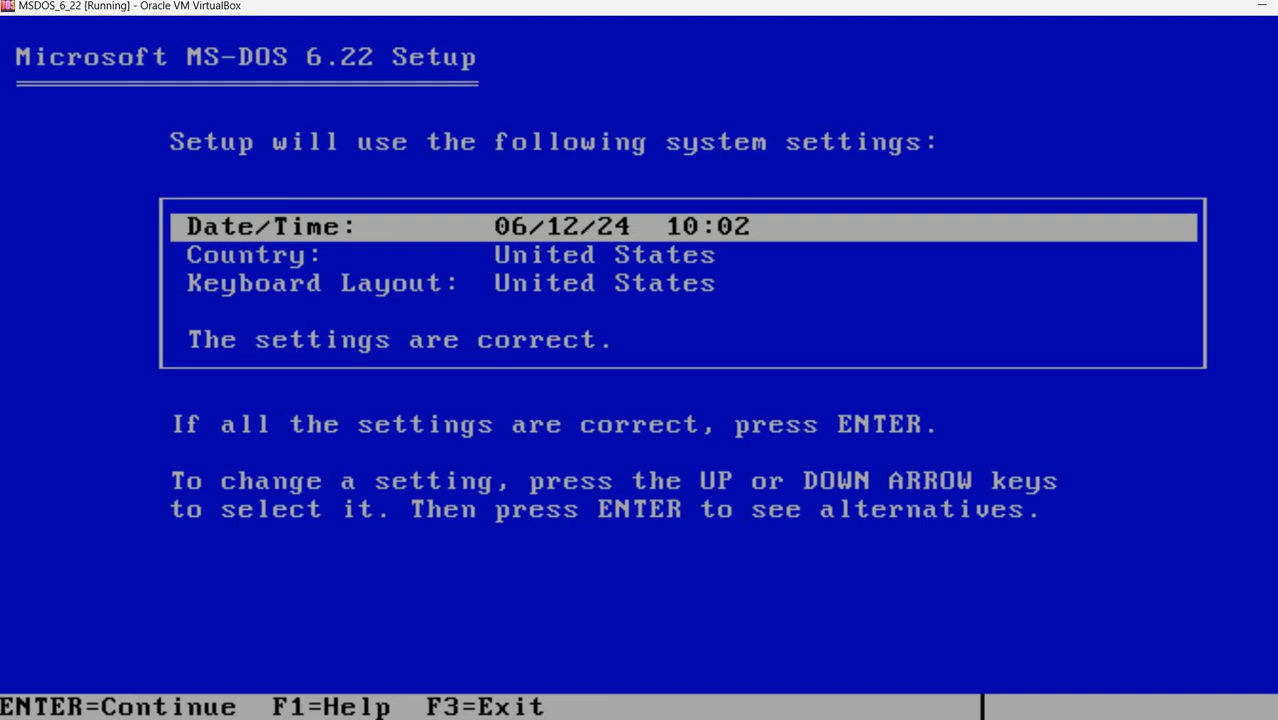 MSDOS_6_22 [Running] - Oracle VM VirtualBox
Microsoft MS-DOS 6.22 Setup
Setup will use the following system settings:
Date/Time: 06/12/24 10:02
Country: United States
Keyboard Layout: United States
The settings are correct.
If all the settings are correct, press ENTER.
To change a setting, press the UP or DOWN ARROW keys
to select it. Then press ENTER to see alternatives.
ENTER=Continue F1=Help F3=Exit